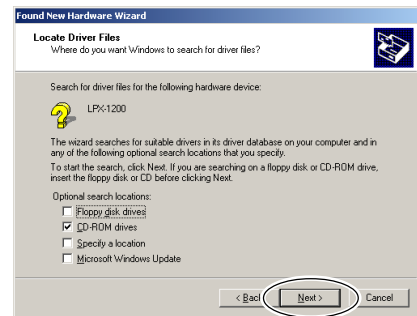 Found New Hardware Wizard
Locate Driver Files
Where do you want Windows to search for driver files?
Search for driver files for the following hardware device:
LPX-1200
The wizard searches for suitable drivers in its driver database on your computer and in
any of the following optional search locations that you specify.
To start the search, click Next. If you are searching on a floppy disk or CD-ROM drive,
insert the floppy disk or CD before clicking Next.
Optional search locations:
Floppy disk drives
CD-ROM drives
Specify a location
Microsoft Windows Update
< Bac Next > Cancel